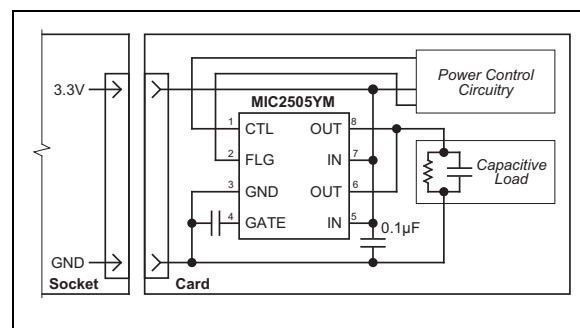 3.3V
GND
Socket
Card
MIC2505YM
1 CTL OUT 8
2 FLG IN 7
3 GND OUT 6
4 GATE IN 5
0.1µF
Power Control
Circuitry
Capacitive
Load